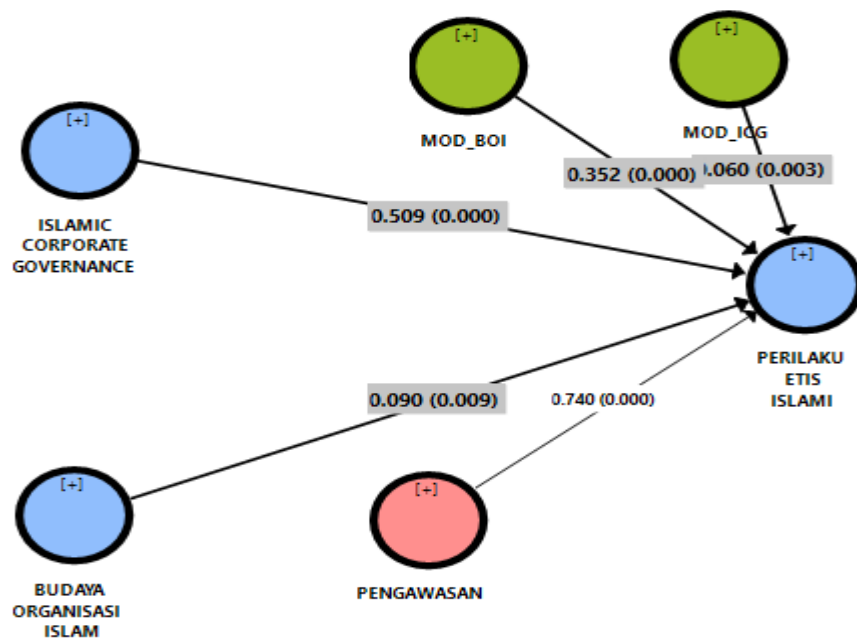 [+]
MOD_BOI
[+]
MOD_ICG
[+]
ISLAMIC
CORPORATE
GOVERNANCE
0.352 (0.000)
.060 (0.003)
0.509 (0.000)
[+]
PERILAKU
ETIS
ISLAMI
0.090 (0.009)
0.740 (0.000)
[+]
BUDAYA
ORGANISASI
ISLAM
[+]
PENGAWASAN